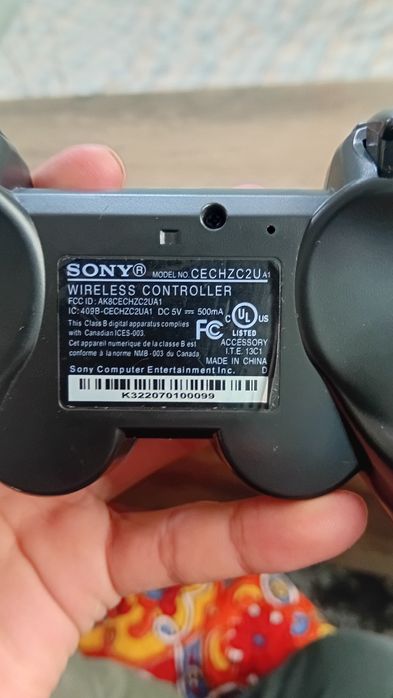 SONY® MODEL NO. CECHZC2U A1
WIRELESS CONTROLLER
FCC ID: AK8CECHZC2UA1
IC: 409B-CECHZC2UA1 DC 5V 500mA
This Class B digital apparatus complies
with Canadian ICES-003.
Cet appareil numerique de la classe B est
conforme à la norme NMB-003 du Canada
FC
C UL US
LISTED
ACCESSORY
I.T.E. 13C1
MADE IN CHINA
Sony Computer Entertainment Inc. D
K322070100099